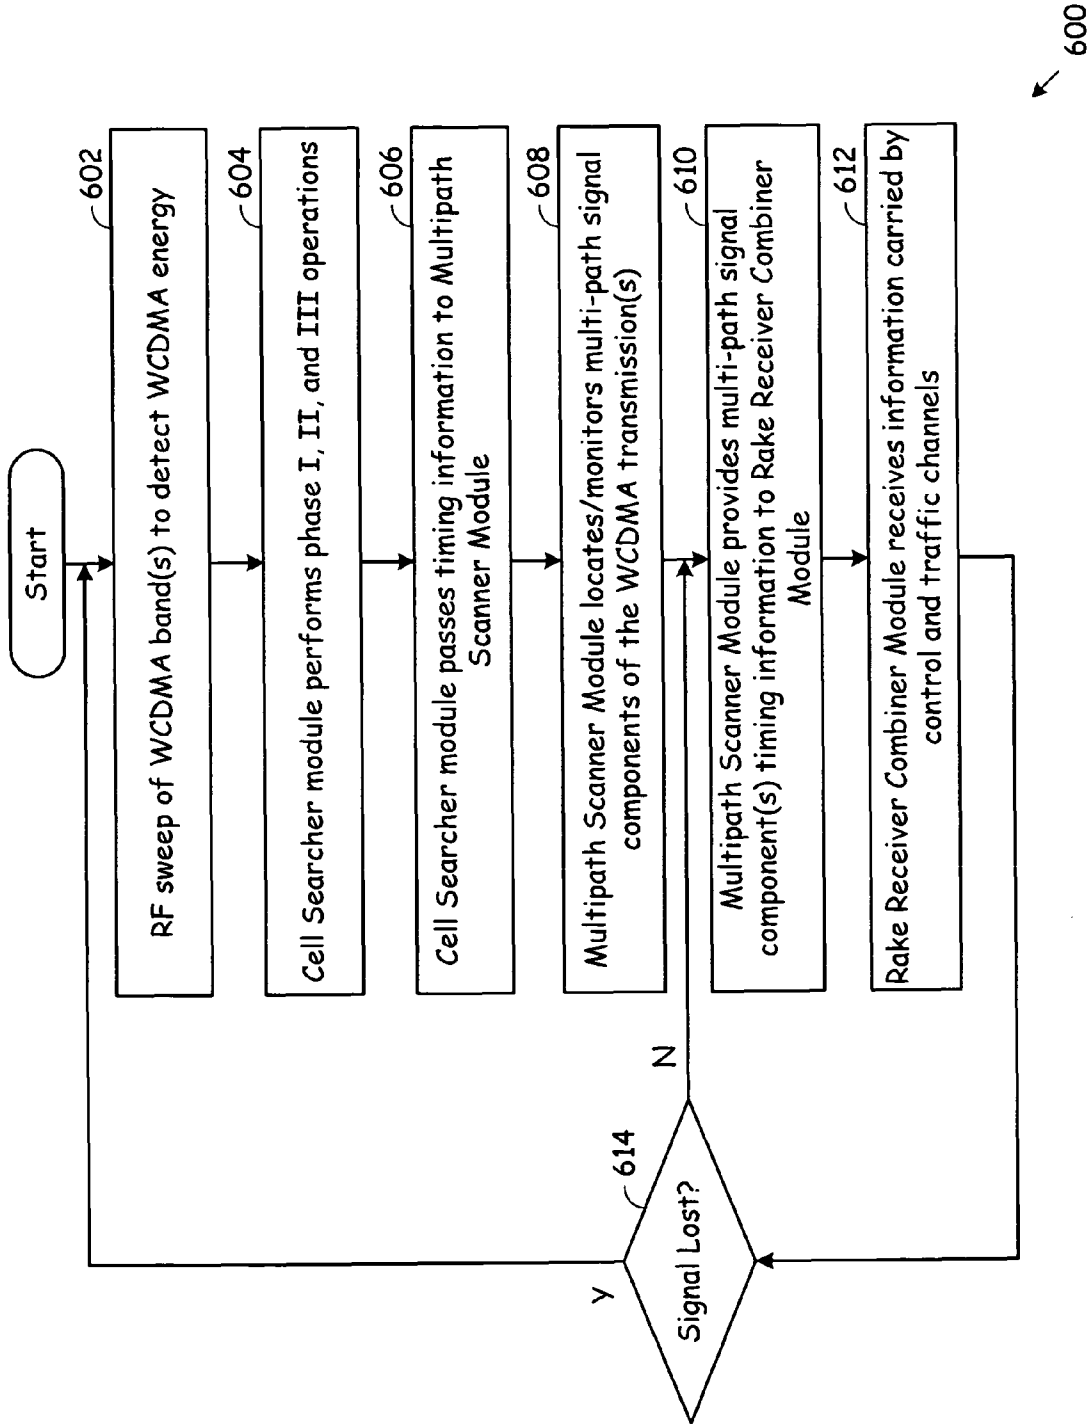 Start
602
RF sweep of WCDMA band(s) to detect WCDMA energy
604
Cell Searcher module performs phase I, II, and III operations
606
Cell Searcher module passes timing information to Multipath
Scanner Module
608
Multipath Scanner Module locates/monitors multi-path signal
components of the WCDMA transmission(s)
610
Multipath Scanner Module provides multi-path signal
component(s) timing information to Rake Receiver Combiner
Module
612
Rake Receiver Combiner Module receives information carried by
control and traffic channels
614
Signal Lost?
Y
N
600